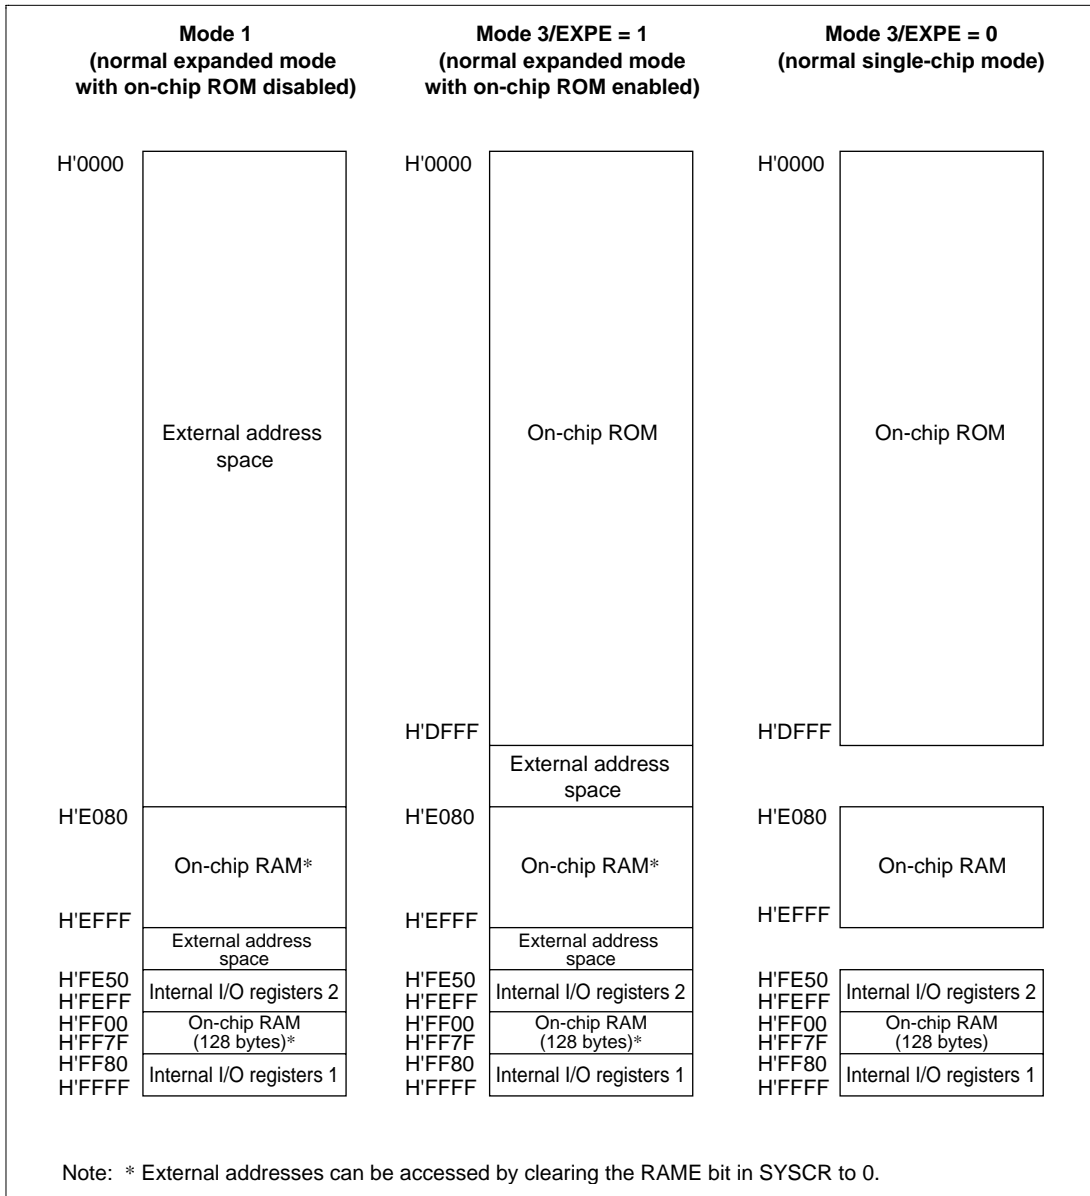 Mode 1
(normal expanded mode
with on-chip ROM disabled)
H'0000
External address
space
H'E080
On-chip RAM*
H'EFFF
External address
space
H'FE50
Internal I/O registers 2
H'FEFF
H'FF00
On-chip RAM
(128 bytes)*
H'FF7F
H'FF80
Internal I/O registers 1
H'FFFF
Mode 3/EXPE = 1
(normal expanded mode
with on-chip ROM enabled)
H'0000
On-chip ROM
H'DFFF
External address
space
H'E080
On-chip RAM*
H'EFFF
External address
space
H'FE50
Internal I/O registers 2
H'FEFF
H'FF00
On-chip RAM
(128 bytes)*
H'FF7F
H'FF80
Internal I/O registers 1
H'FFFF
Mode 3/EXPE = 0
(normal single-chip mode)
H'0000
On-chip ROM
H'DFFF
H'E080
On-chip RAM
H'EFFF
H'FE50
Internal I/O registers 2
H'FEFF
H'FF00
On-chip RAM
(128 bytes)
H'FF7F
H'FF80
Internal I/O registers 1
H'FFFF
Note: * External addresses can be accessed by clearing the RAME bit in SYSCR to 0.